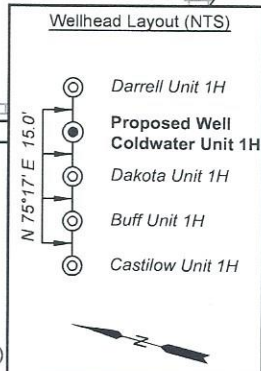 Wellhead Layout (NTS)
Darrell Unit 1H
Proposed Well
Coldwater Unit 1H
Dakota Unit 1H
Buff Unit 1H
Castilow Unit 1H
N 75°17' E 15.0'
N